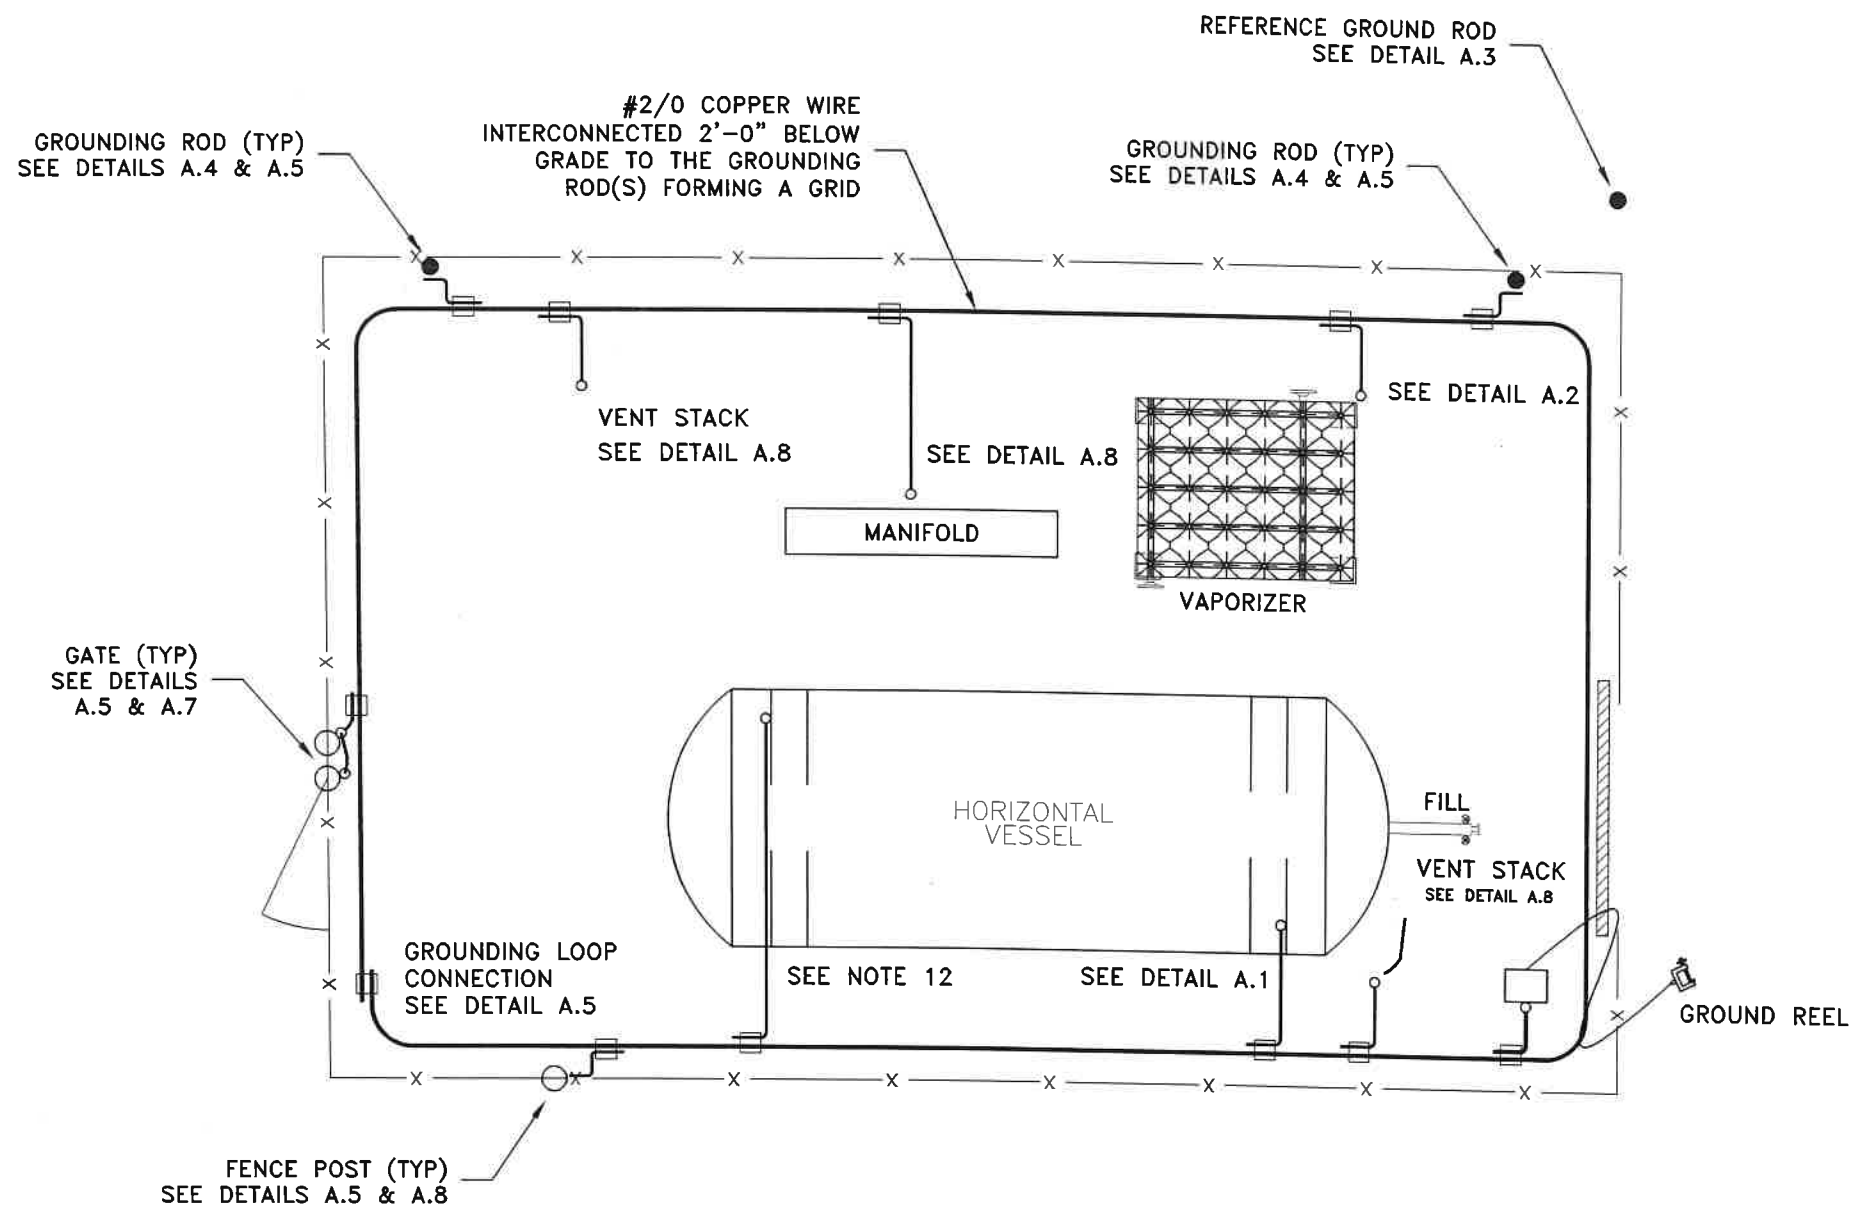 REFERENCE GROUND ROD
SEE DETAIL A.3
#2/0 COPPER WIRE
INTERCONNECTED 2'-0" BELOW
GRADE TO THE GROUNDING
ROD(S) FORMING A GRID
GROUNDING ROD (TYP)
SEE DETAILS A.4 & A.5
GROUNDING ROD (TYP)
SEE DETAILS A.4 & A.5
SEE DETAIL A.2
VENT STACK
SEE DETAIL A.8
SEE DETAIL A.8
MANIFOLD
VAPORIZER
GATE (TYP)
SEE DETAILS
A.5 & A.7
HORIZONTAL
VESSEL
FILL
VENT STACK
SEE DETAIL A.8
GROUNDING LOOP
CONNECTION
SEE DETAIL A.5
SEE NOTE 12
SEE DETAIL A.1
GROUND REEL
FENCE POST (TYP)
SEE DETAILS A.5 & A.8